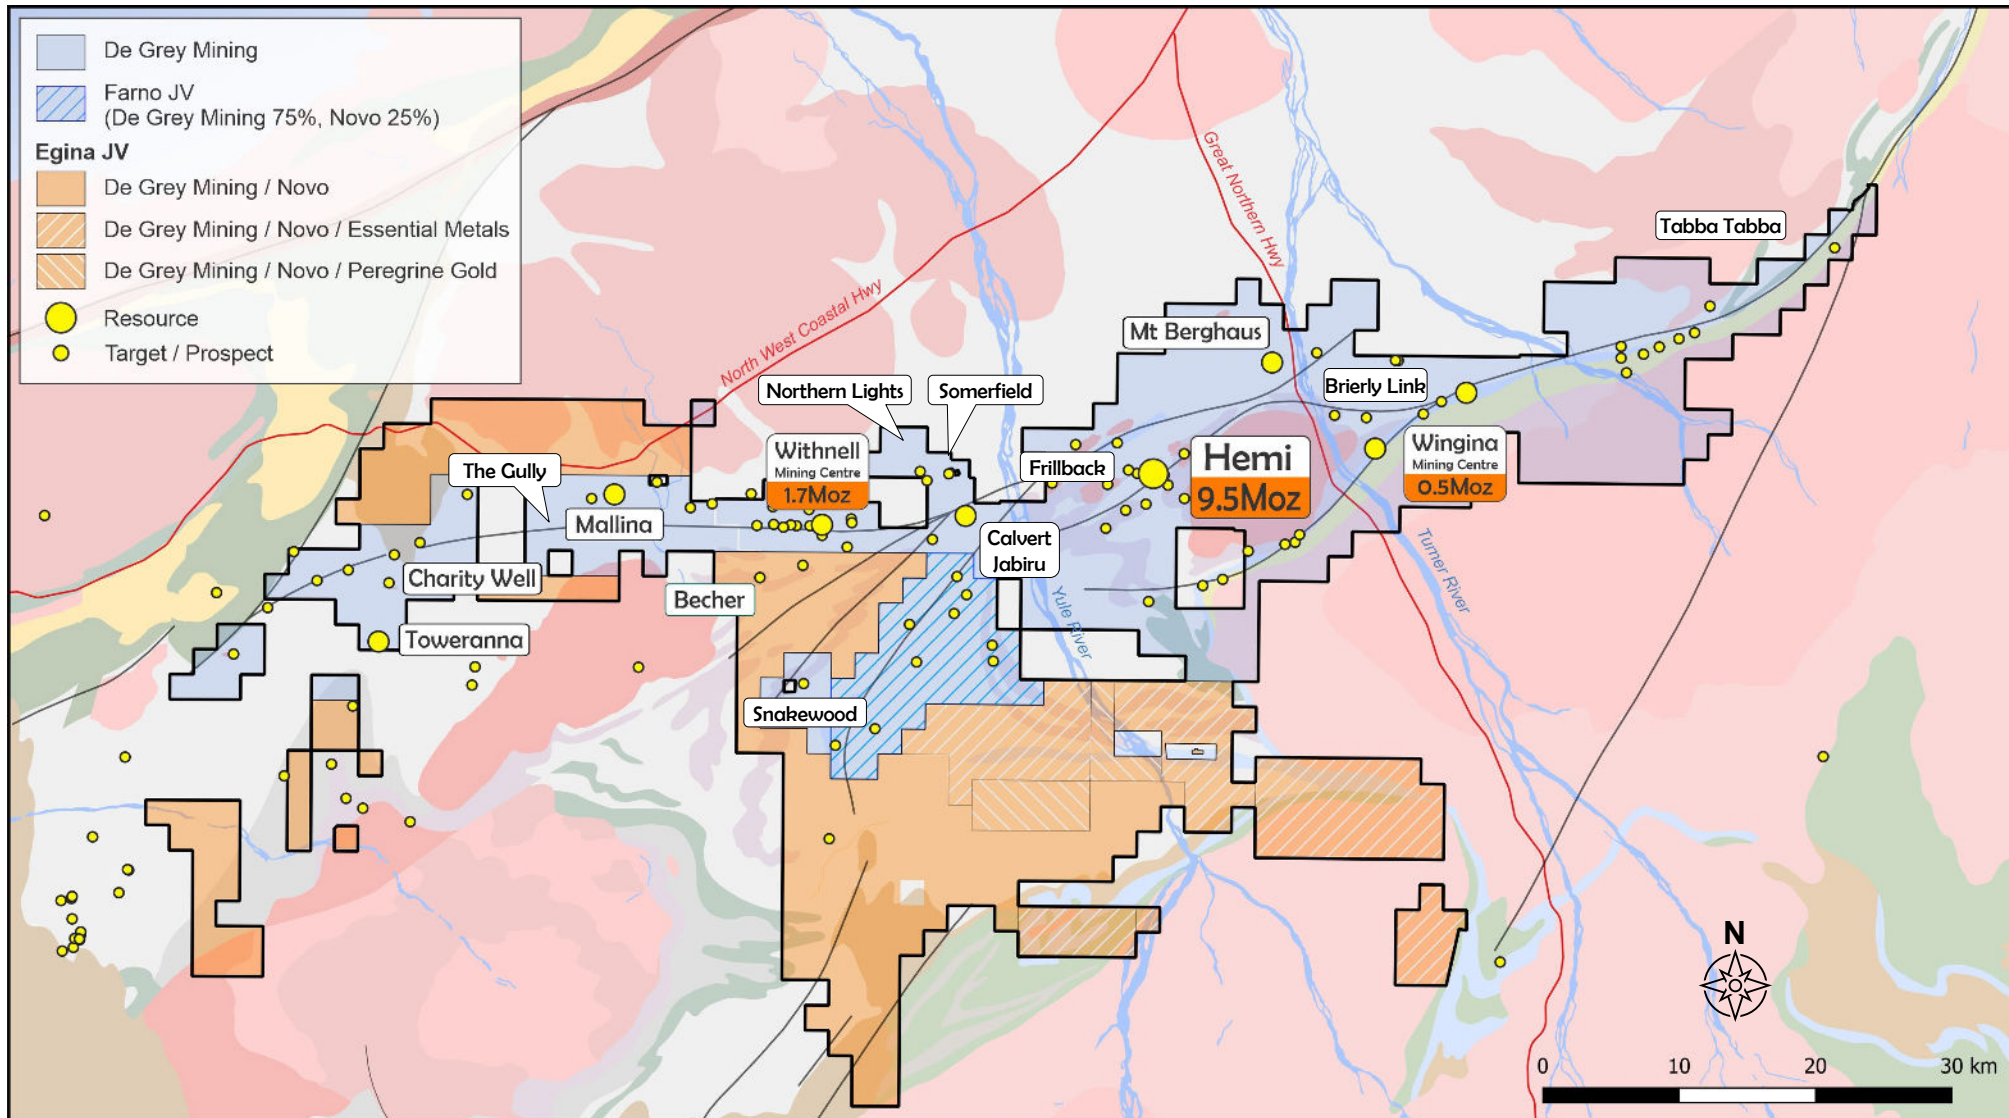 De Grey Mining
Farno JV
(De Grey Mining 75%, Novo 25%)
Egina JV
De Grey Mining / Novo
De Grey Mining / Novo / Essential Metals
De Grey Mining / Novo / Peregrine Gold
Resource
Target / Prospect
Great Northern Hwy
Tabba Tabba
North West Coastal Hwy
Mt Berghaus
Northern Lights
Somerfield
Brierly Link
Withnell
Mining Centre
1.7Moz
The Gully
Frillback
Hemi
9.5Moz
Wingina
Mining Centre
0.5Moz
Mallina
Calvert
Jabiru
Charity Well
Becher
Yule River
Turner River
Toweranna
Snakewood
N
0 10 20 30 km